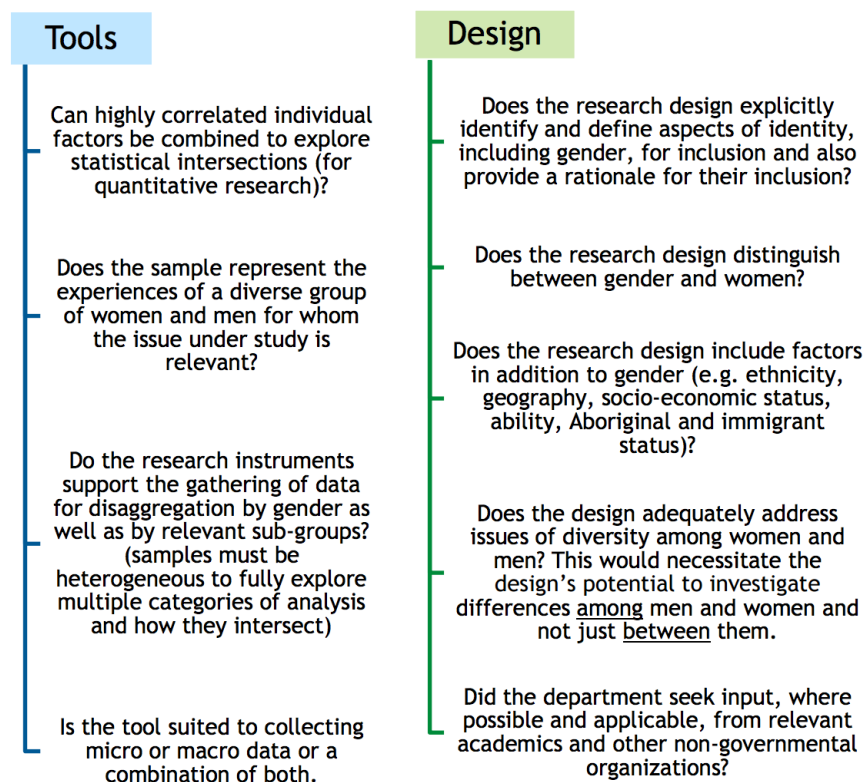 Tools
Can highly correlated individual
factors be combined to explore
statistical intersections (for
quantitative research)?
Does the sample represent the
experiences of a diverse group
of women and men for whom
the issue under study is
relevant?
Do the research instruments
support the gathering of data
for disaggregation by gender as
well as by relevant sub-groups?
(samples must be
heterogeneous to fully explore
multiple categories of analysis
and how they intersect)
Is the tool suited to collecting
micro or macro data or a
combination of both.
Design
Does the research design explicitly
identify and define aspects of identity,
including gender, for inclusion and also
provide a rationale for their inclusion?
Does the research design distinguish
between gender and women?
Does the research design include factors
in addition to gender (e.g. ethnicity,
geography, socio-economic status,
ability, Aboriginal and immigrant
status)?
Does the design adequately address
issues of diversity among women and
men? This would necessitate the
design’s potential to investigate
differences among men and women and
not just between them.
Did the department seek input, where
possible and applicable, from relevant
academics and other non-governmental
organizations?